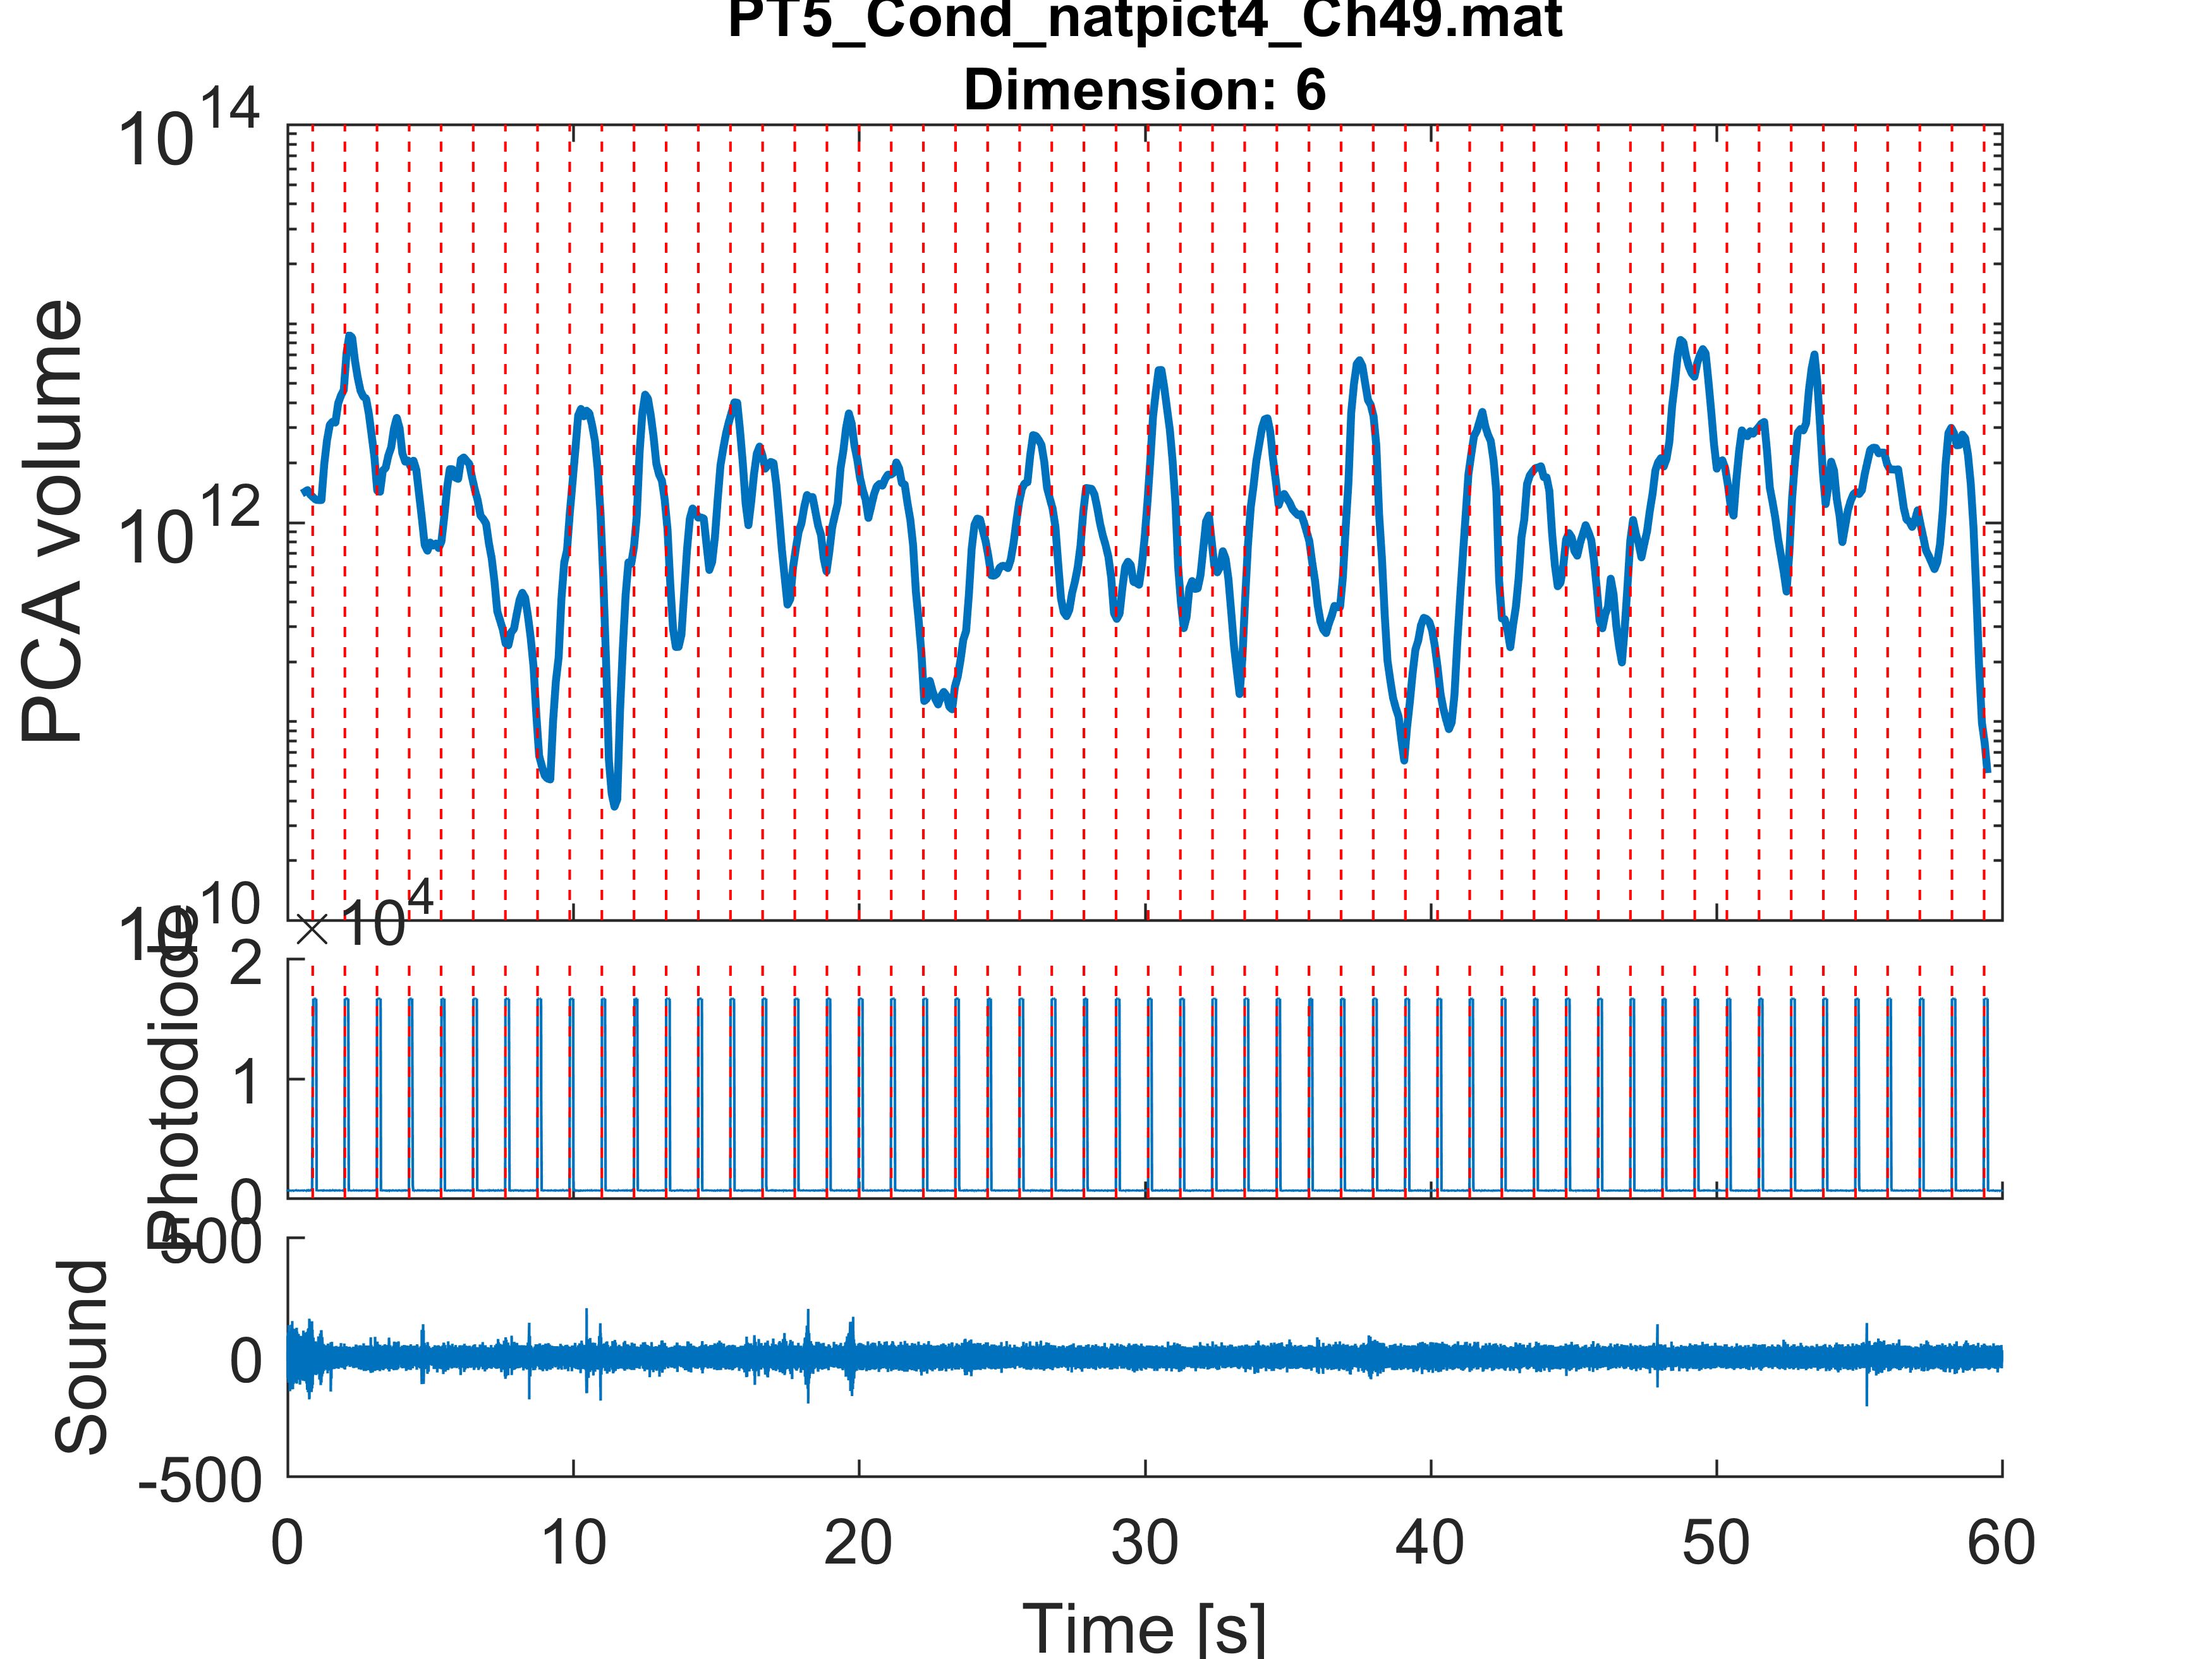 PT5_Cond_natpict4_Ch49.mat
Dimension: 6
10^14
10^12
10^10
PCA volume
×10^4
2
1
0
Photodiode
500
0
-500
Sound
0 10 20 30 40 50 60
Time [s]